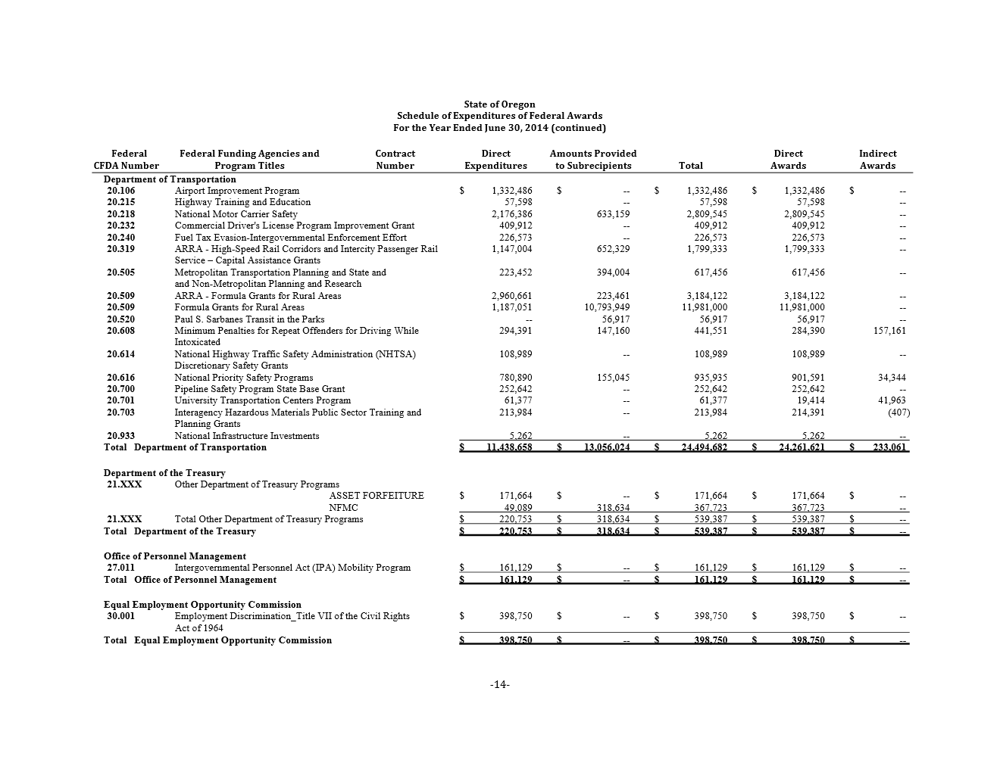 State of Oregon
Schedule of Expenditures of Federal Awards
For the Year Ended June 30, 2014 (continued)
Federal Federal Funding Agencies and Contract Direct Amounts Provided Direct Indirect
CFDA Number Program Titles Number Expenditures to Subrecipients Total Awards Awards
Department of Transportation
20.106 Airport Improvement Program $ 1,332,486 $ -- $ 1,332,486 $ 1,332,486 $ --
20.215 Highway Training and Education 57,598 -- 57,598 57,598 --
20.218 National Motor Carrier Safety 2,176,386 633,159 2,809,545 2,809,545 --
20.232 Commercial Driver's License Program Improvement Grant 409,912 -- 409,912 409,912 --
20.240 Fuel Tax Evasion-Intergovernmental Enforcement Effort 226,573 -- 226,573 226,573 --
20.319 ARRA - High-Speed Rail Corridors and Intercity Passenger Rail 1,147,004 652,329 1,799,333 1,799,333 --
Service – Capital Assistance Grants
20.505 Metropolitan Transportation Planning and State and 223,452 394,004 617,456 617,456 --
and Non-Metropolitan Planning and Research
20.509 ARRA - Formula Grants for Rural Areas 2,960,661 223,461 3,184,122 3,184,122 --
20.509 Formula Grants for Rural Areas 1,187,051 10,793,949 11,981,000 11,981,000 --
20.520 Paul S. Sarbanes Transit in the Parks -- 56,917 56,917 56,917 --
20.608 Minimum Penalties for Repeat Offenders for Driving While 294,391 147,160 441,551 284,390 157,161
Intoxicated
20.614 National Highway Traffic Safety Administration (NHTSA) 108,989 -- 108,989 108,989 --
Discretionary Safety Grants
20.616 National Priority Safety Programs 780,890 155,045 935,935 901,591 34,344
20.700 Pipeline Safety Program State Base Grant 252,642 -- 252,642 252,642 --
20.701 University Transportation Centers Program 61,377 -- 61,377 19,414 41,963
20.703 Interagency Hazardous Materials Public Sector Training and 213,984 -- 213,984 214,391 (407)
Planning Grants
20.933 National Infrastructure Investments 5,262 -- 5,262 5,262 --
Total Department of Transportation $ 11,438,658 $ 13,056,024 $ 24,494,682 $ 24,261,621 $ 233,061
Department of the Treasury
21.XXX Other Department of Treasury Programs
ASSET FORFEITURE $ 171,664 $ -- $ 171,664 $ 171,664 $ --
NFMC 49,089 318,634 367,723 367,723 --
21.XXX Total Other Department of Treasury Programs $ 220,753 $ 318,634 $ 539,387 $ 539,387 $ --
Total Department of the Treasury $ 220,753 $ 318,634 $ 539,387 $ 539,387 $ --
Office of Personnel Management
27.011 Intergovernmental Personnel Act (IPA) Mobility Program $ 161,129 $ -- $ 161,129 $ 161,129 $ --
Total Office of Personnel Management $ 161,129 $ -- $ 161,129 $ 161,129 $ --
Equal Employment Opportunity Commission
30.001 Employment Discrimination_Title VII of the Civil Rights $ 398,750 $ -- $ 398,750 $ 398,750 $ --
Act of 1964
Total Equal Employment Opportunity Commission $ 398,750 $ -- $ 398,750 $ 398,750 $ --
-14-